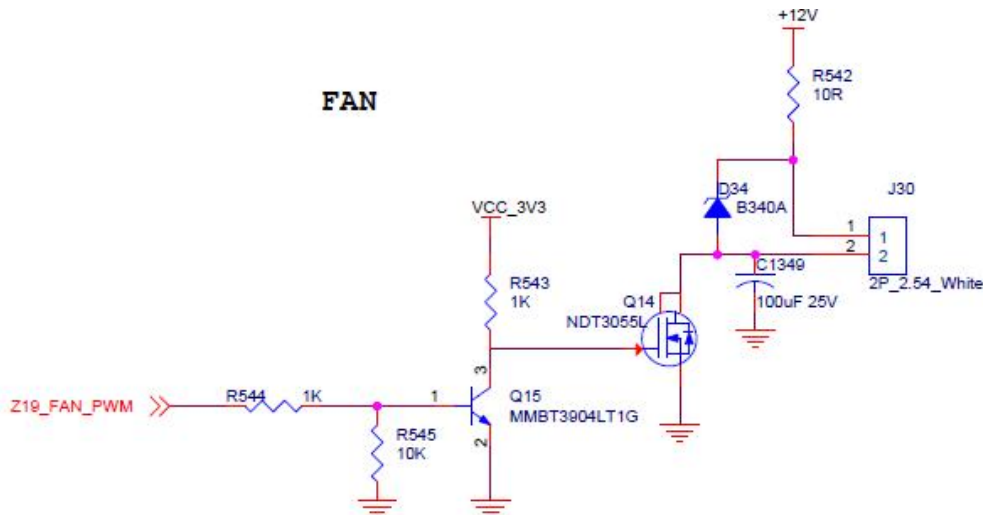 +12V
R542
10R
FAN
D34
B340A
J30
VCC_3V3
1
1
2
2
C1349
2P_2.54_White
R543
1K
Q14
NDT3055L
100uF 25V
3
Z19_FAN_PWM
R544
1K
1
Q15
MMBT3904LT1G
R545
10K
2